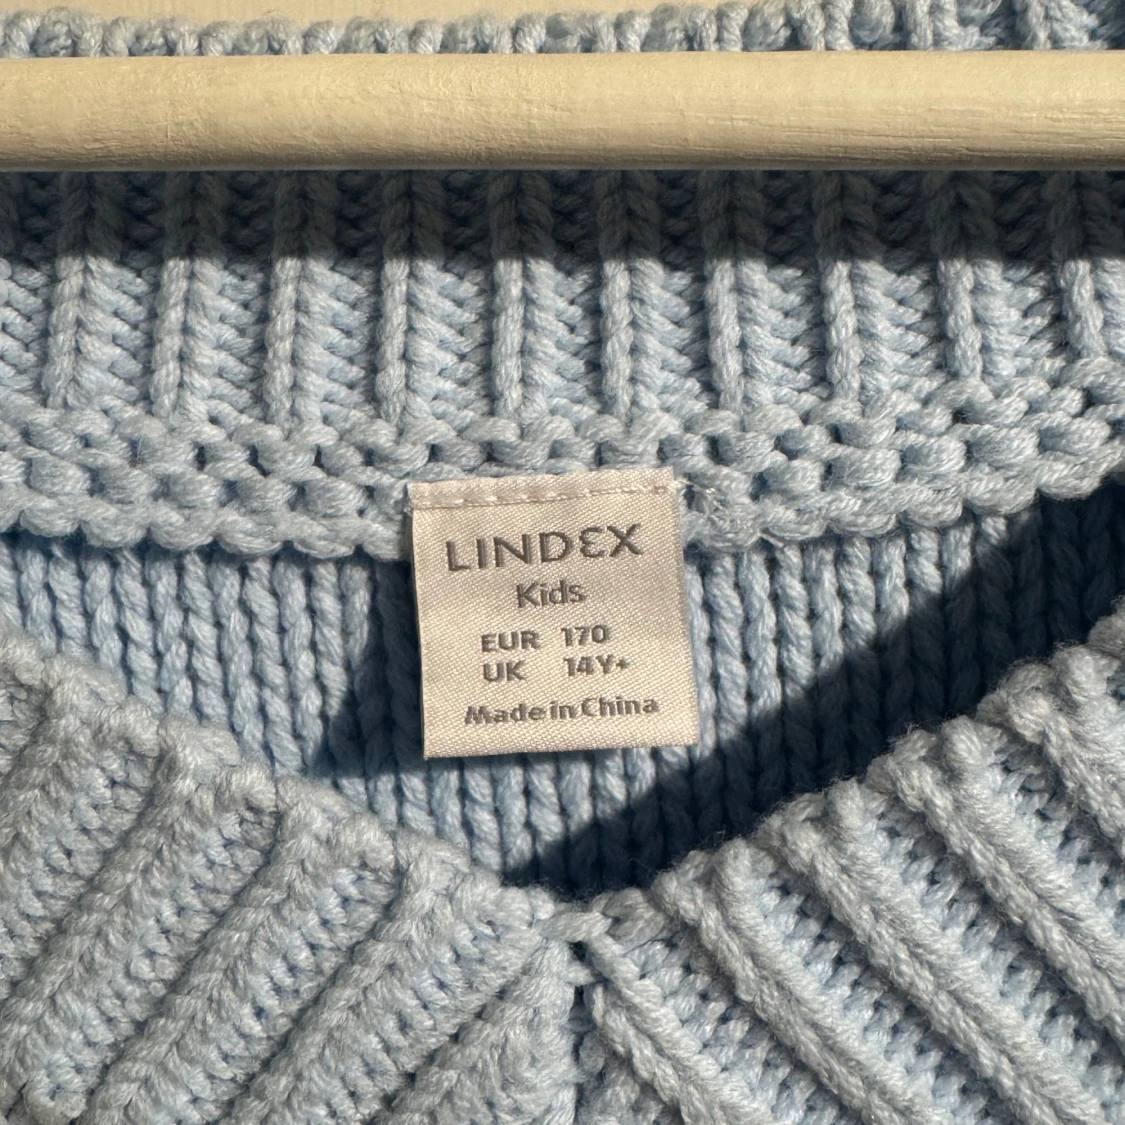 LINDEX
Kids
EUR 170
UK 14Y+
Made in China